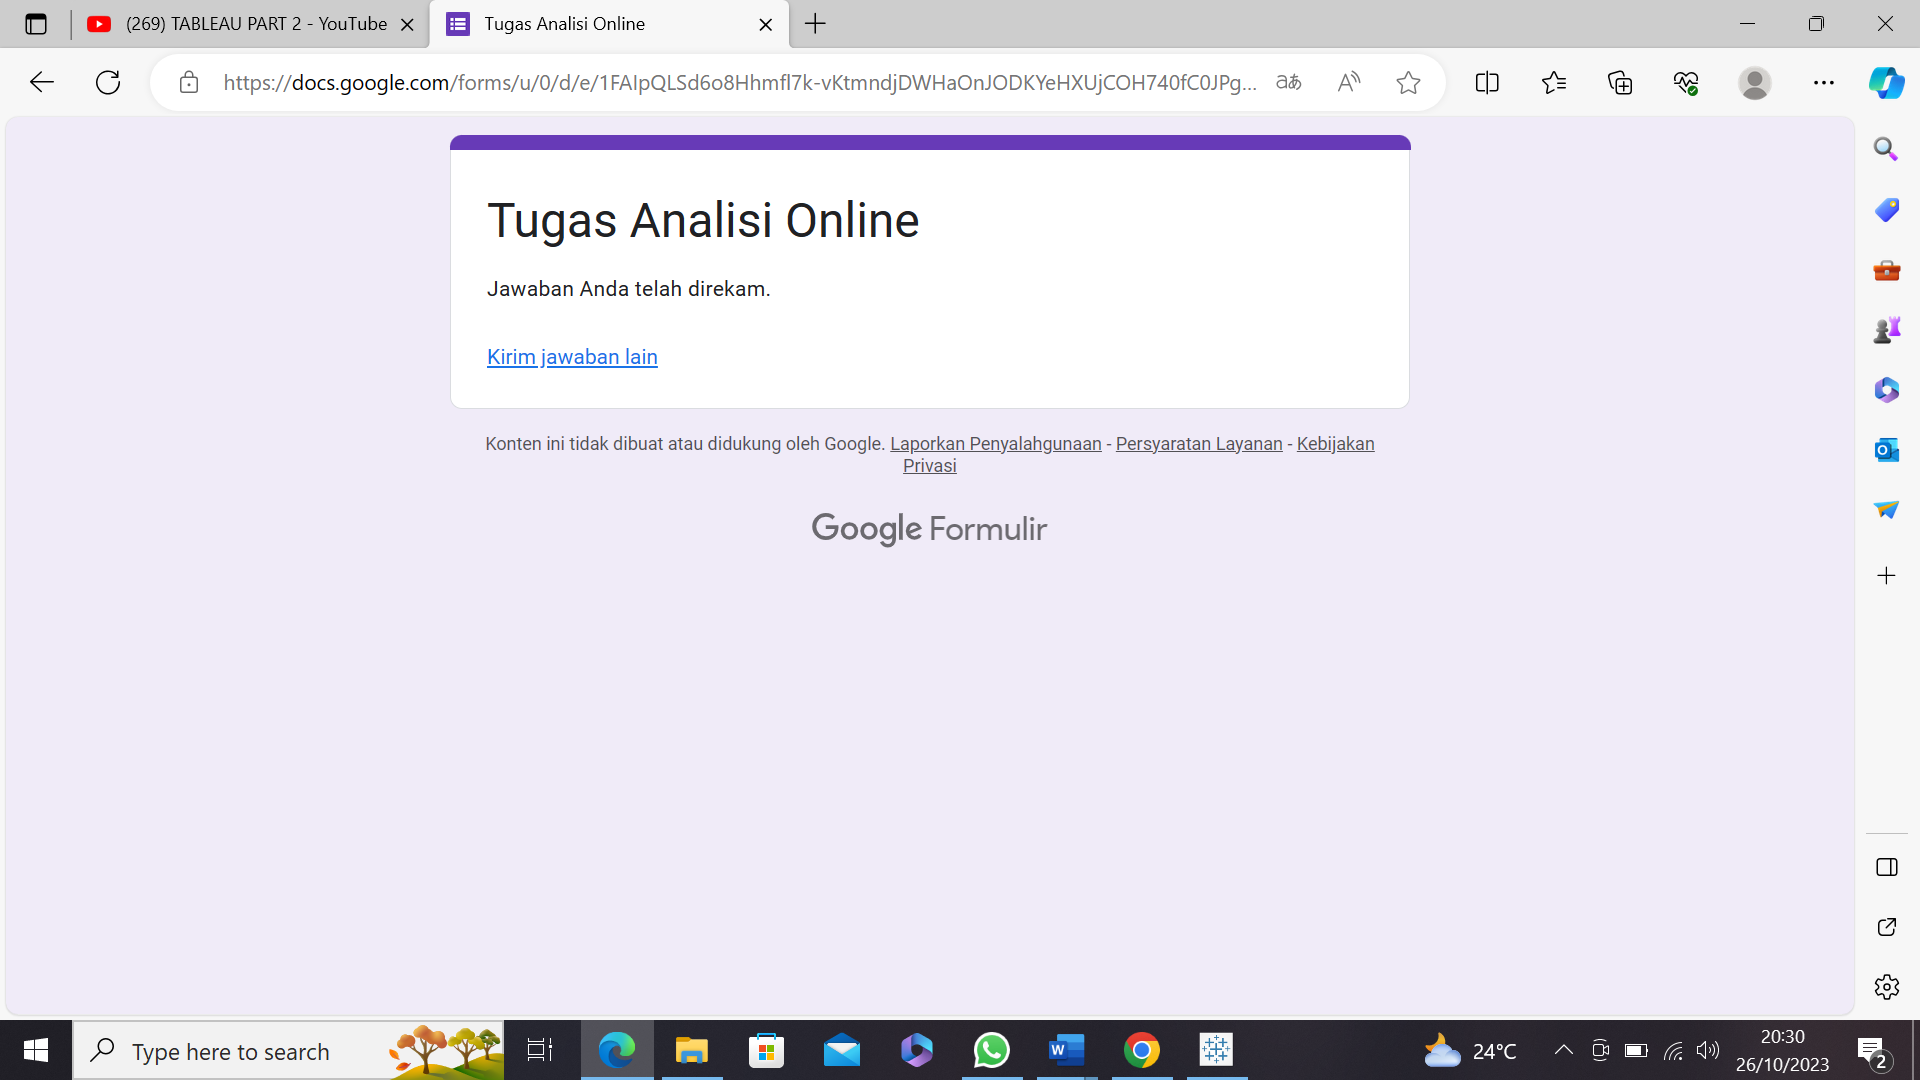 (269) TABLEAU PART 2 - YouTube
Tugas Analisi Online
https://docs.google.com/forms/u/0/d/e/1FAIpQLSd6o8Hhmfl7k-vKtmndjDWHaOnJODKYeHXUjCOH740fC0JPg...
Tugas Analisi Online
Jawaban Anda telah direkam.
Kirim jawaban lain
Konten ini tidak dibuat atau didukung oleh Google. Laporkan Penyalahgunaan - Persyaratan Layanan - Kebijakan
Privasi
Google Formulir
Type here to search
24°C
20:30
26/10/2023
2